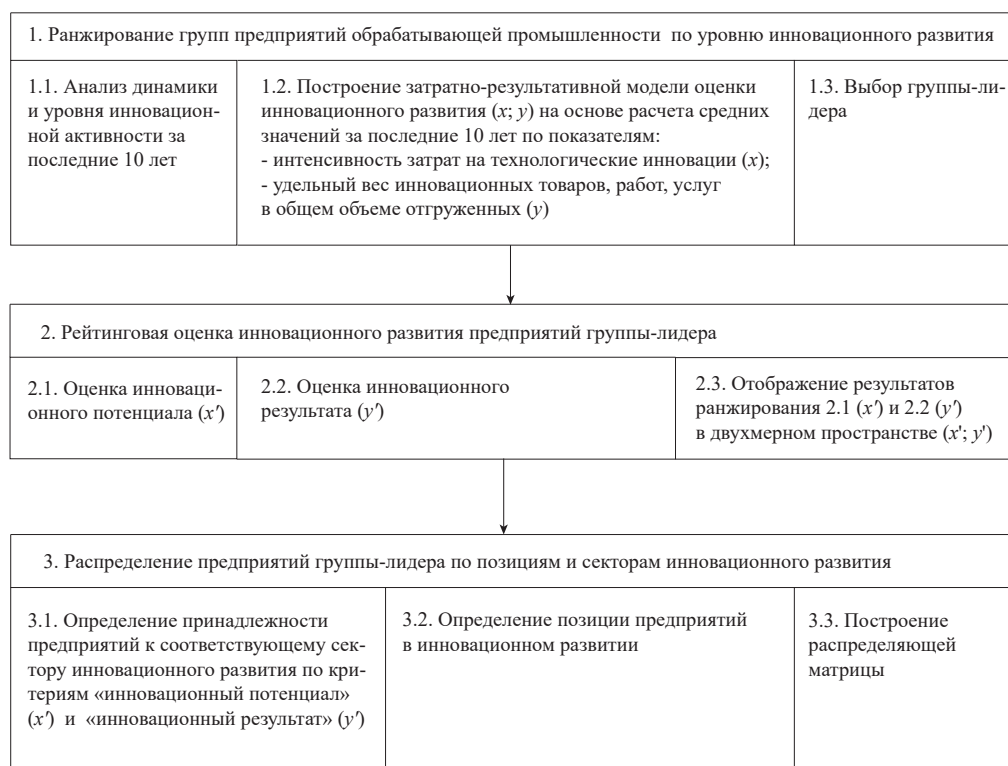 1. Ранжирование групп предприятий обрабатывающей промышленности по уровню инновационного развития
1.1. Анализ динамики
и уровня инновацион-
ной активности за
последние 10 лет
1.2. Построение затратно-результативной модели оценки
инновационного развития (x; y) на основе расчета средних
значений за последние 10 лет по показателям:
- интенсивность затрат на технологические инновации (x);
- удельный вес инновационных товаров, работ, услуг
в общем объеме отгруженных (y)
1.3. Выбор группы-ли-
дера
2. Рейтинговая оценка инновационного развития предприятий группы-лидера
2.1. Оценка инноваци-
онного потенциала (x')
2.2. Оценка инновационного
результата (y')
2.3. Отображение результатов
ранжирования 2.1 (x') и 2.2 (y')
в двухмерном пространстве (x'; y')
3. Распределение предприятий группы-лидера по позициям и секторам инновационного развития
3.1. Определение принадлежности
предприятий к соответствующему сек-
тору инновационного развития по кри-
териям «инновационный потенциал»
(x') и «инновационный результат» (y')
3.2. Определение позиции предприятий
в инновационном развитии
3.3. Построение
распределяющей
матрицы